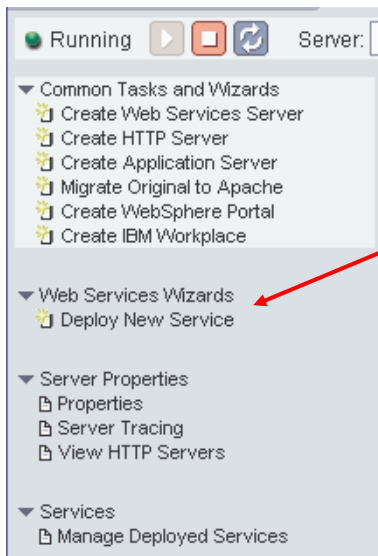 Running Server:
Common Tasks and Wizards
Create Web Services Server
Create HTTP Server
Create Application Server
Migrate Original to Apache
Create WebSphere Portal
Create IBM Workplace
Web Services Wizards
Deploy New Service
Server Properties
Properties
Server Tracing
View HTTP Servers
Services
Manage Deployed Services